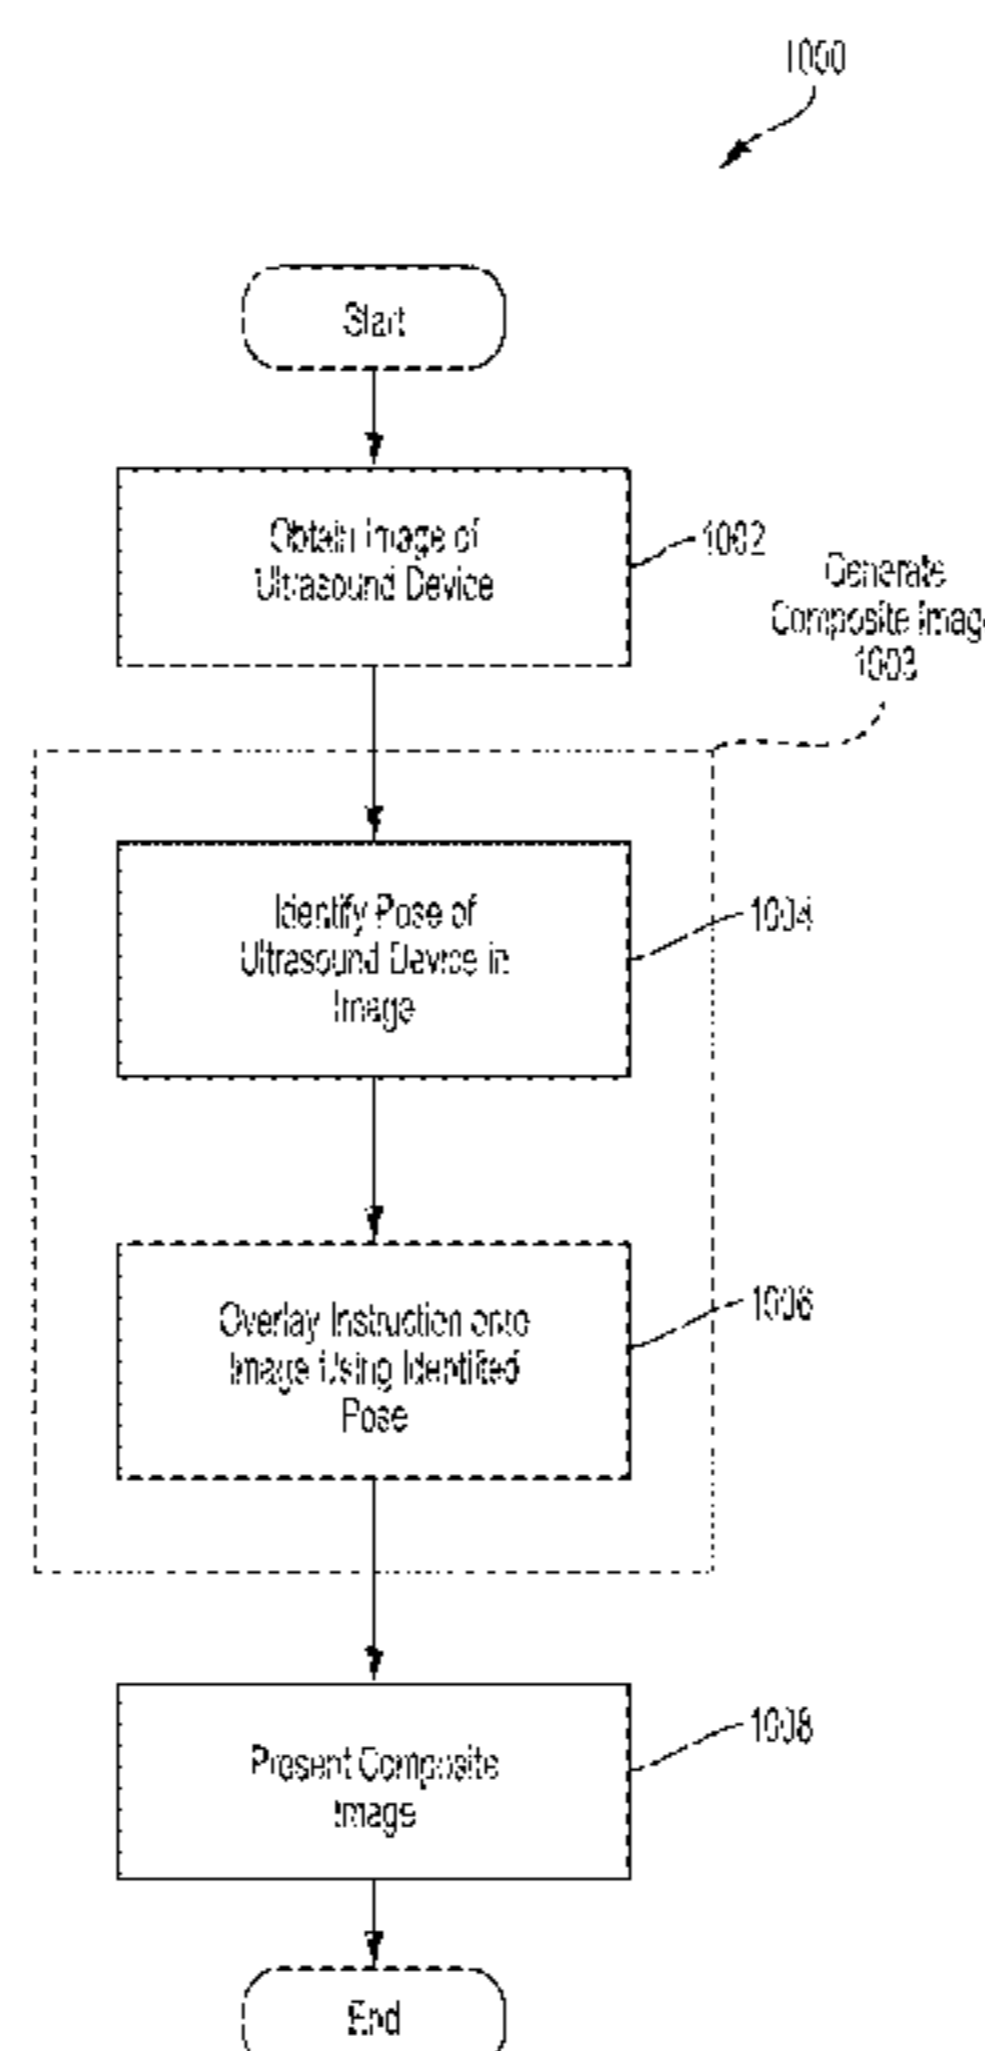 1000
Start
Obtain Image of
Ultrasound Device
1002
Generate
Composite Imag
1003
Identify Pose of
Ultrasound Device in
Image
1004
Overlay Instruction onto
Image Using Identified
Pose
1006
Present Composite
Image
1008
End